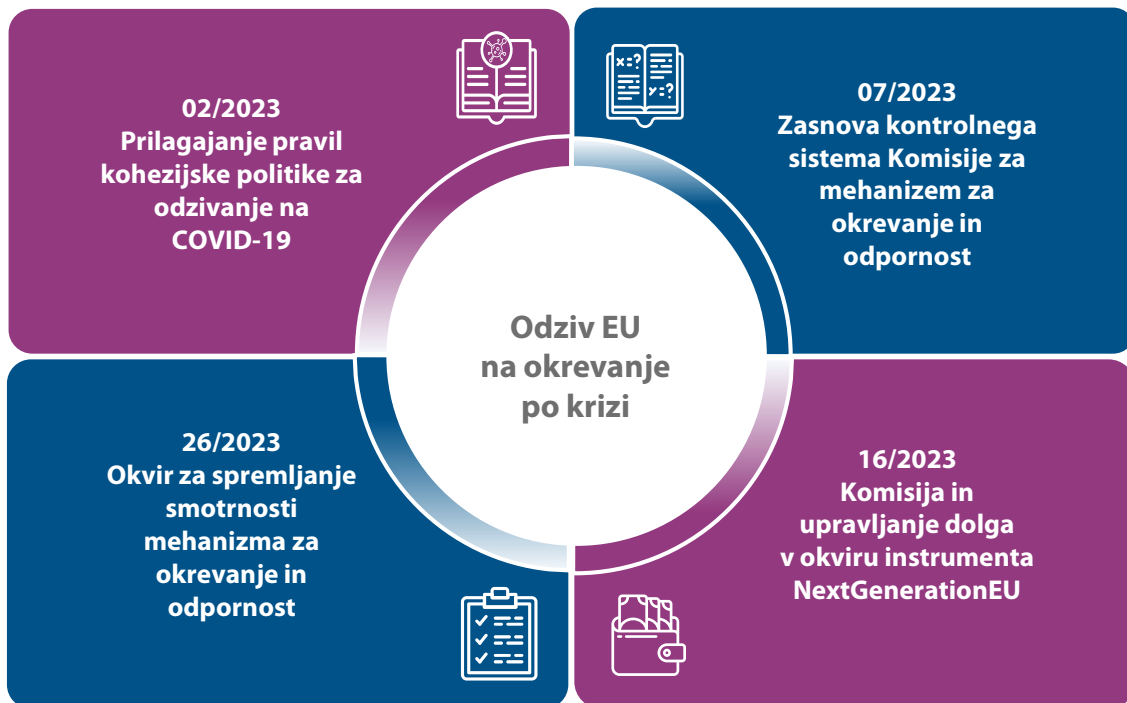 02/2023
Prilagajanje pravil
kohezijske politike za
odzivanje na
COVID-19
x=?
y=?
07/2023
Zasnova kontrolnega
sistema Komisije za
mehanizem za
okrevanje in
odpornost
Odziv EU
na okrevanje
po krizi
26/2023
Okvir za spremljanje
smotrnosti
mehanizma za
okrevanje in
odpornost
16/2023
Komisija in
upravljanje dolga
v okviru instrumenta
NextGenerationEU